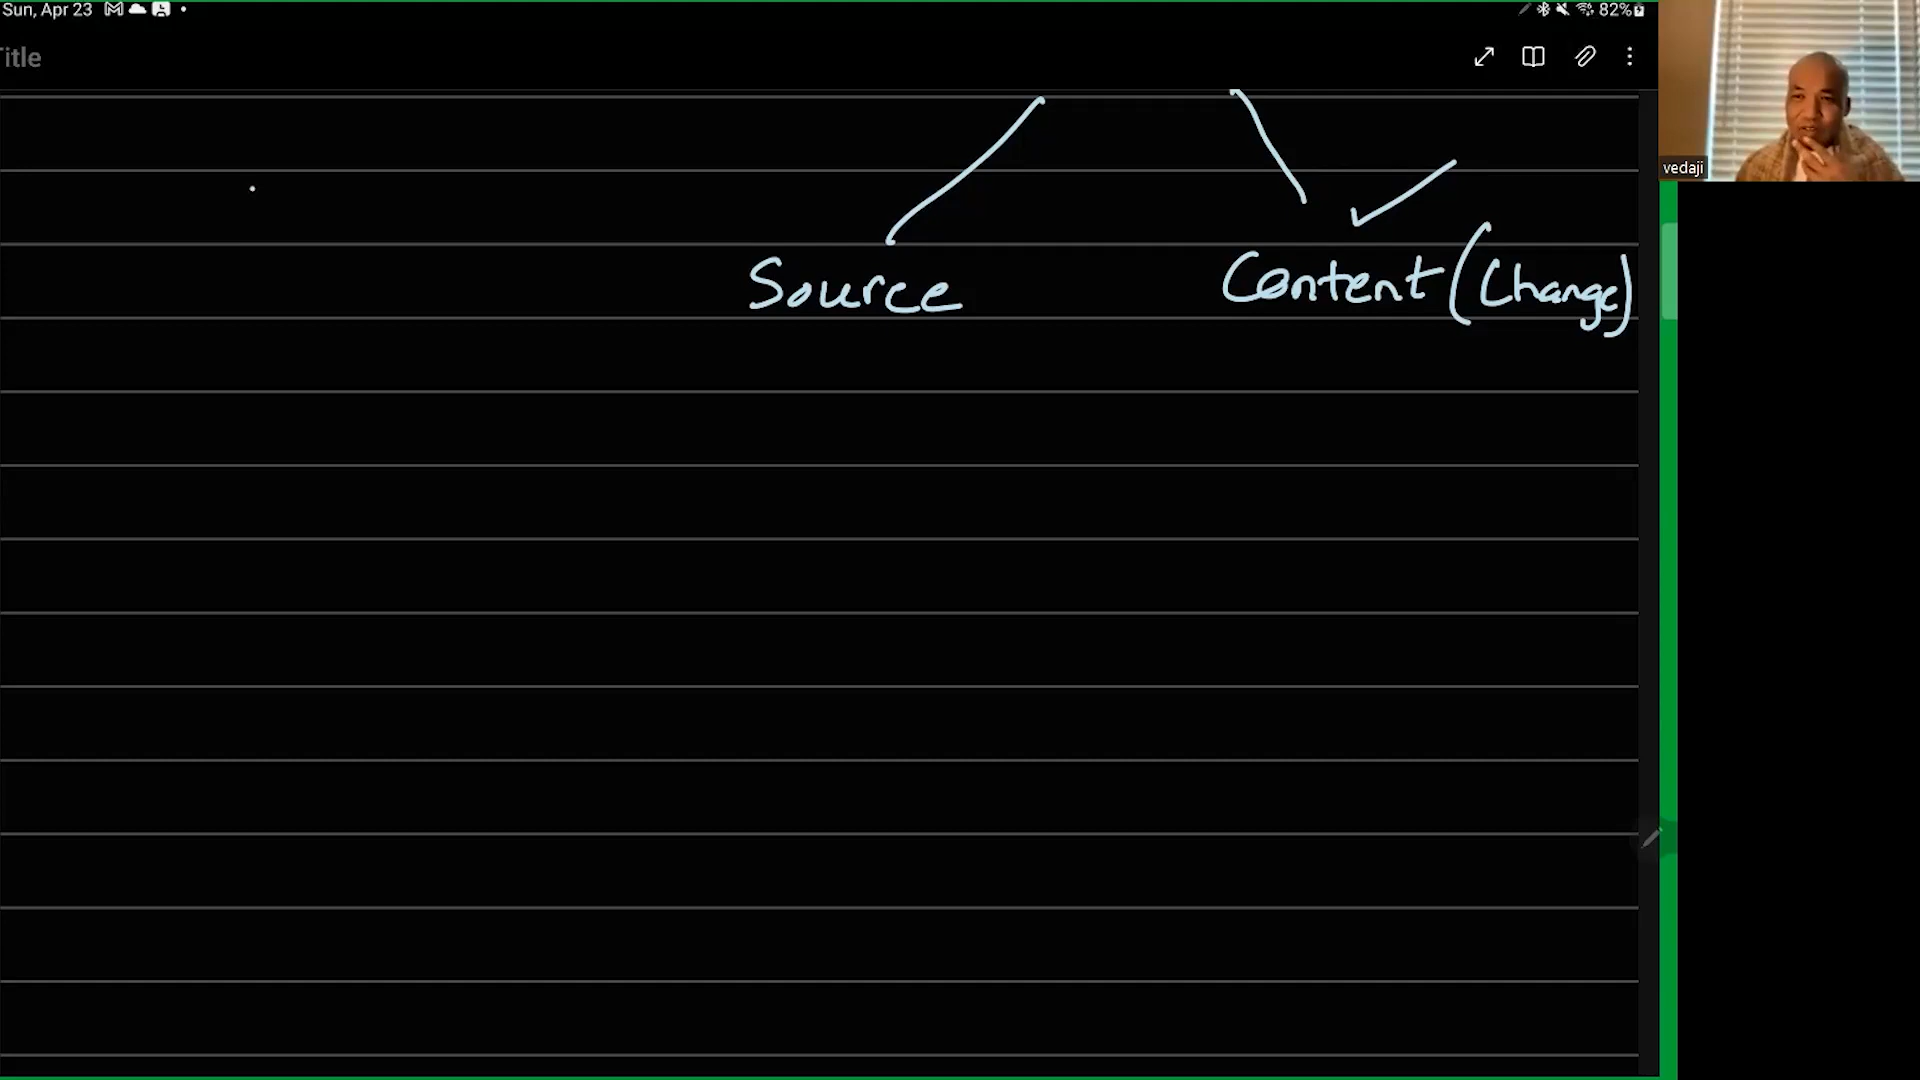 Sun, Apr 23
82%
Title
vedaji
Source Content (Change)